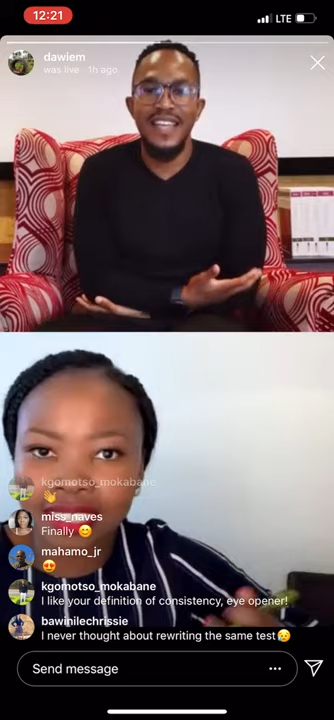 12:21
LTE
dawiem
was live · 1h ago
kgomotso_mokabane
👋
miss_naves
Finally 😊
mahamo_jr
😍
kgomotso_mokabane
I like your definition of consistency, eye opener!
bawinilechrissie
I never thought about rewriting the same test😥
Send message